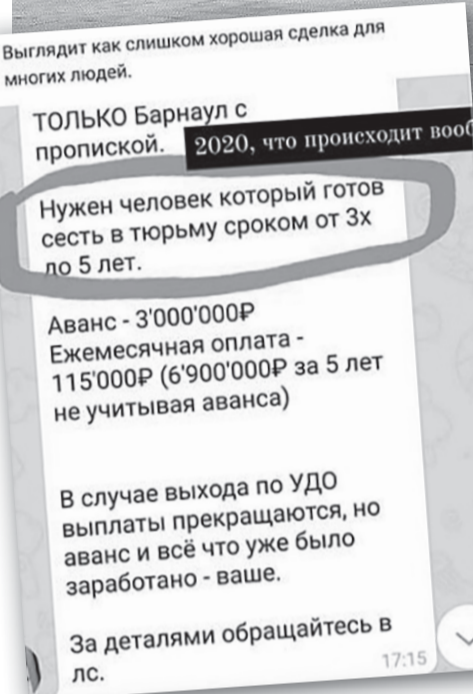 Выглядит как слишком хорошая сделка для
многих людей.
ТОЛЬКО Барнаул с
пропиской.
2020, что происходит
Нужен человек который готов
сесть в тюрьму сроком от 3х
до 5 лет.
Аванс - 3'000'000₽
Ежемесячная оплата -
115'000₽ (6'900'000₽ за 5 лет
не учитывая аванса)
В случае выхода по УДО
выплаты прекращаются, но
аванс и всё что уже было
заработано - ваше.
За деталями обращайтесь в
лс.
17:15